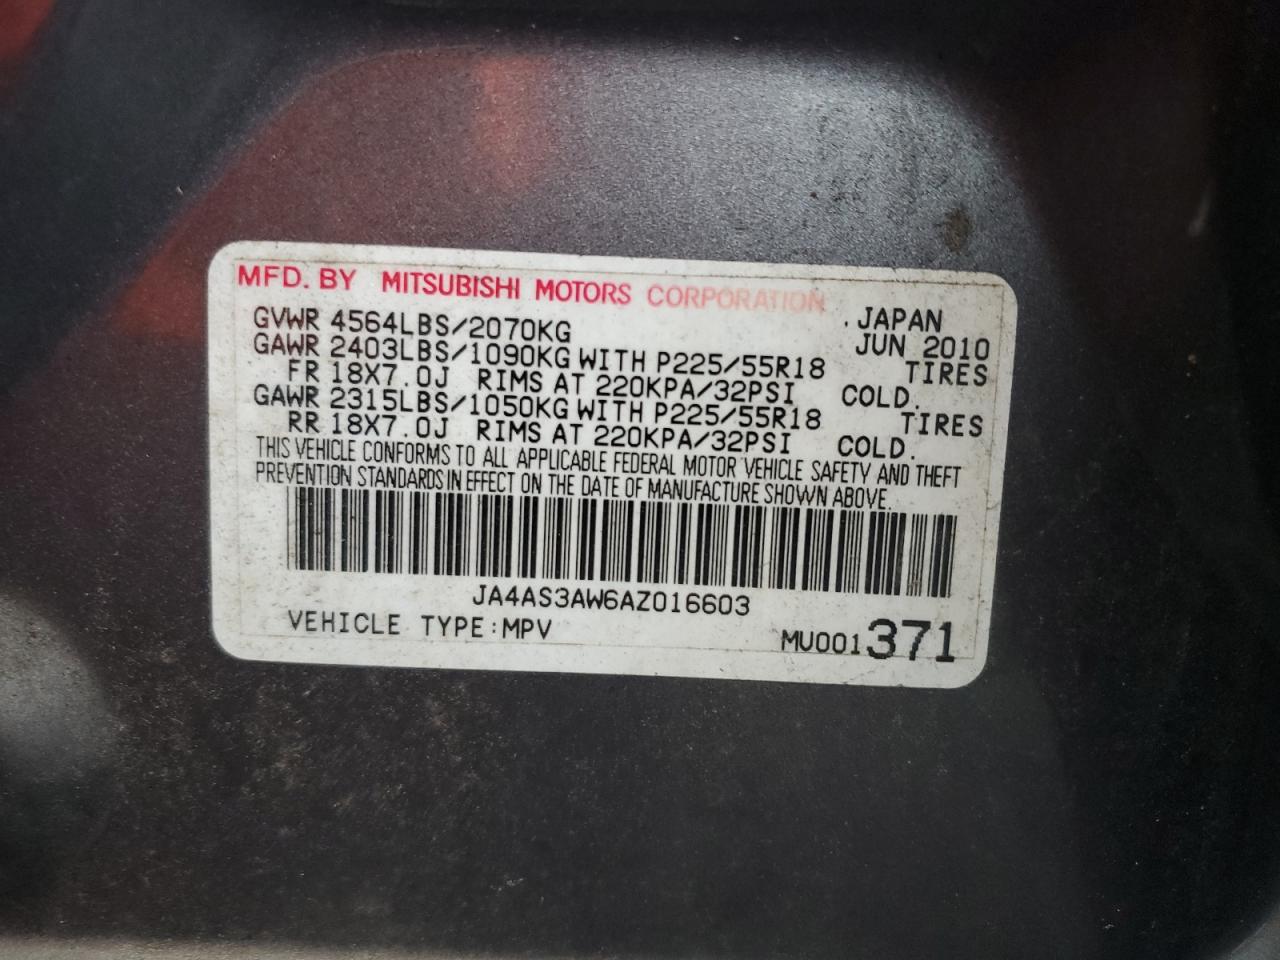 MFD. BY MITSUBISHI MOTORS CORPORATION
GVWR 4564LBS/2070KG . JAPAN
JUN 2010
GAWR 2403LBS/1090KG WITH P225/55R18 TIRES
FR 18X7.0J RIMS AT 220KPA/32PSI COLD.
GAWR 2315LBS/1050KG WITH P225/55R18 TIRES
RR 18X7.0J RIMS AT 220KPA/32PSI COLD.
THIS VEHICLE CONFORMS TO ALL APPLICABLE FEDERAL MOTOR VEHICLE SAFETY AND THEFT
PREVENTION STANDARDS IN EFFECT ON THE DATE OF MANUFACTURE SHOWN ABOVE.
JA4AS3AW6AZ016603
VEHICLE TYPE:MPV MU001371